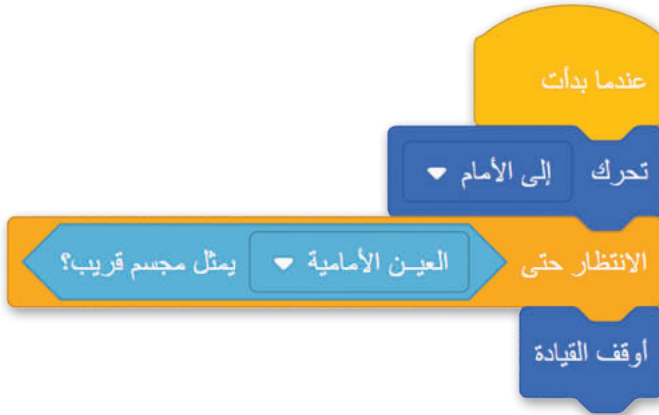 عندما بدأت
تحرك إلى الأمام
الانتظار حتى العين الأمامية يمثل مجسم قريب؟
أوقف القيادة